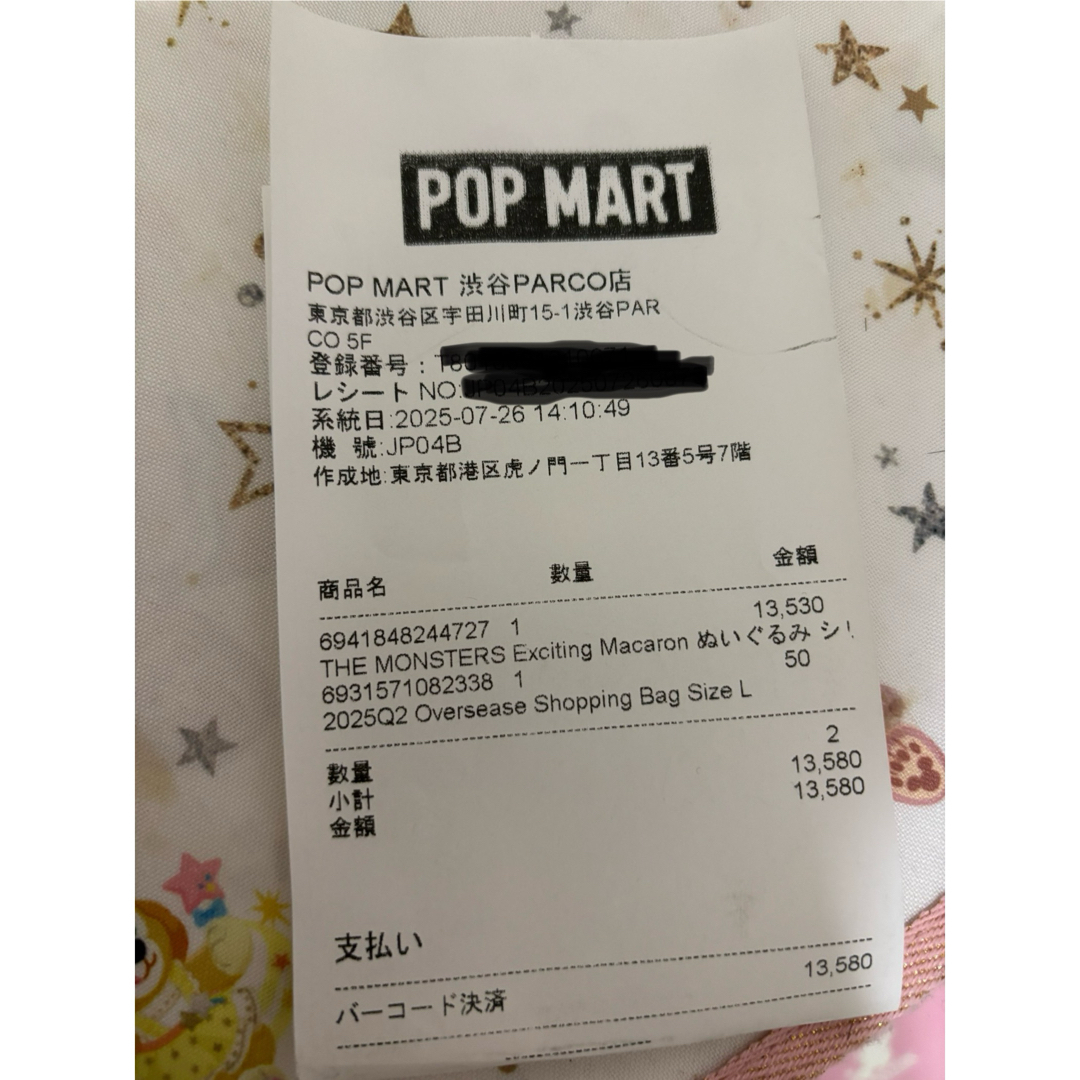 POP MART
POP MART 渋谷PARCO店
東京都渋谷区宇田川町15-1渋谷PAR
CO 5F
登録番号：
レシート NO:
系統日:2025-07-26 14:10:49
機 號:JP04B
作成地:東京都港区虎ノ門一丁目13番5号7階
商品名 数量 金額
6941848244727 1 13,530
THE MONSTERS Exciting Macaron ぬいぐるみ シ
6931571082338 1 50
2025Q2 Oversease Shopping Bag Size L
数量 2
小計 13,580
金額 13,580
支払い
バーコード決済 13,580